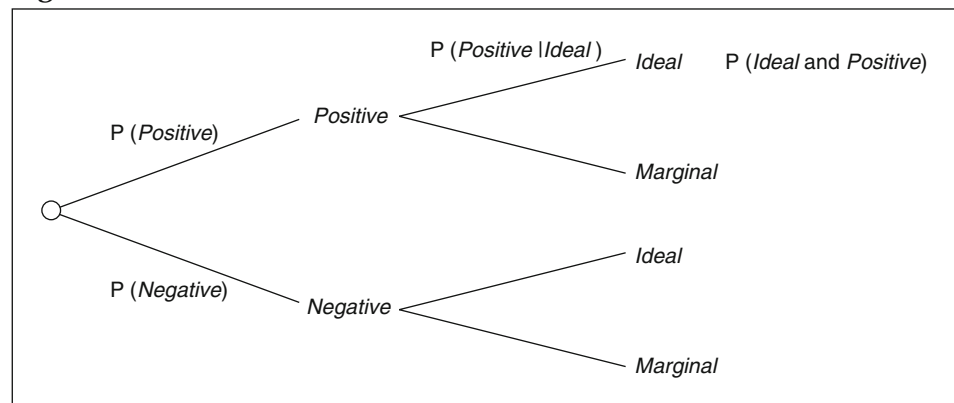 P (Positive | Ideal ) Ideal P (Ideal and Positive)
P (Positive) Positive
Marginal
Ideal
P (Negative) Negative
Marginal